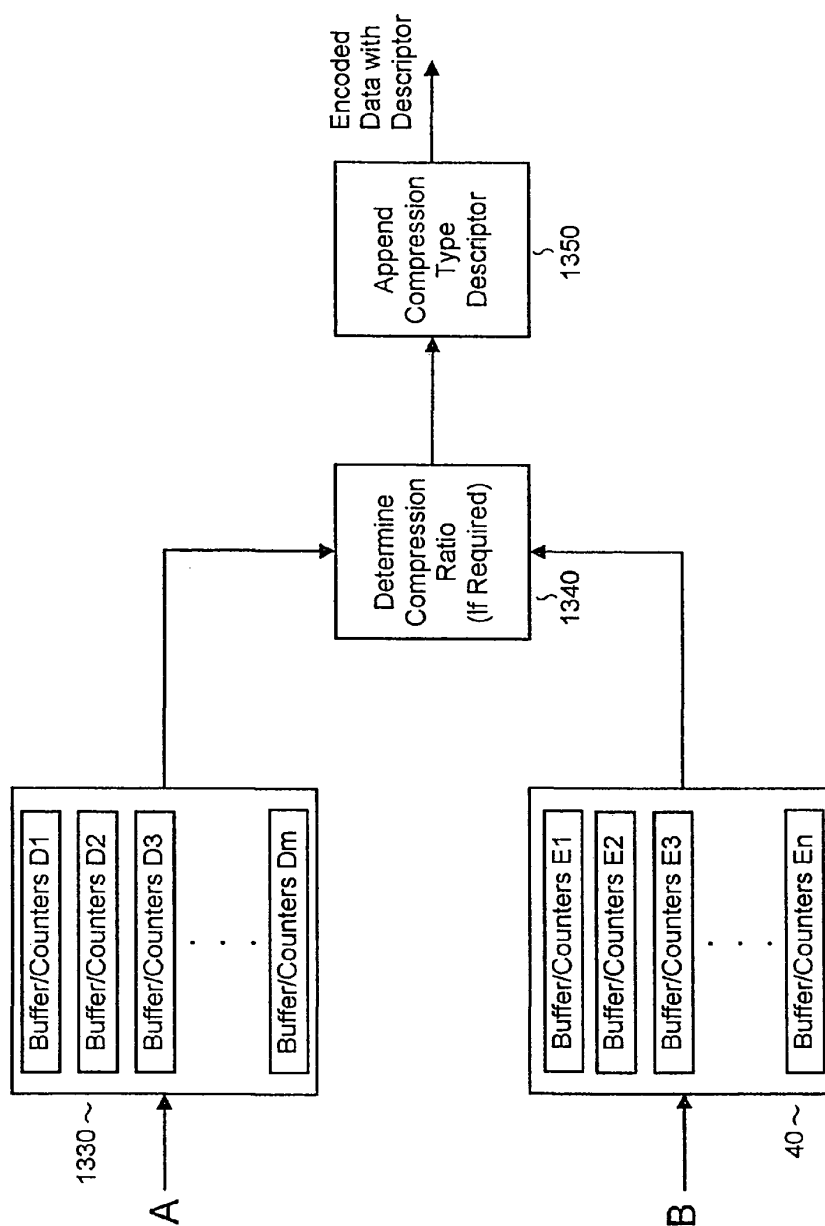 A
1330
Buffer/Counters D1
Buffer/Counters D2
Buffer/Counters D3
. . .
Buffer/Counters Dm
B
40
Buffer/Counters E1
Buffer/Counters E2
Buffer/Counters E3
. . .
Buffer/Counters En
Determine
Compression
Ratio
(If Required)
1340
Append
Compression
Type
Descriptor
1350
Encoded
Data with
Descriptor